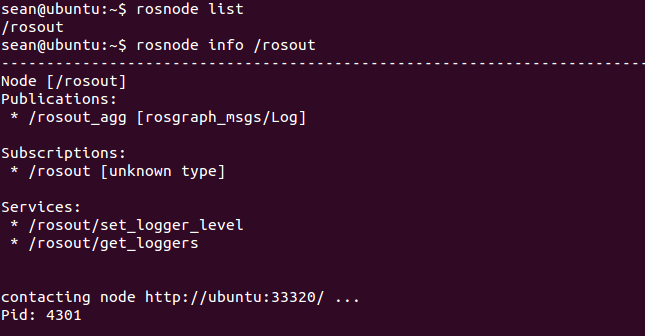 sean@ubuntu:~$ rosnode list
/rosout
sean@ubuntu:~$ rosnode info /rosout
--------------------------------------------------------------------------------
Node [/rosout]
Publications:
 * /rosout_agg [rosgraph_msgs/Log]

Subscriptions:
 * /rosout [unknown type]

Services:
 * /rosout/set_logger_level
 * /rosout/get_loggers


contacting node http://ubuntu:33320/ ...
Pid: 4301